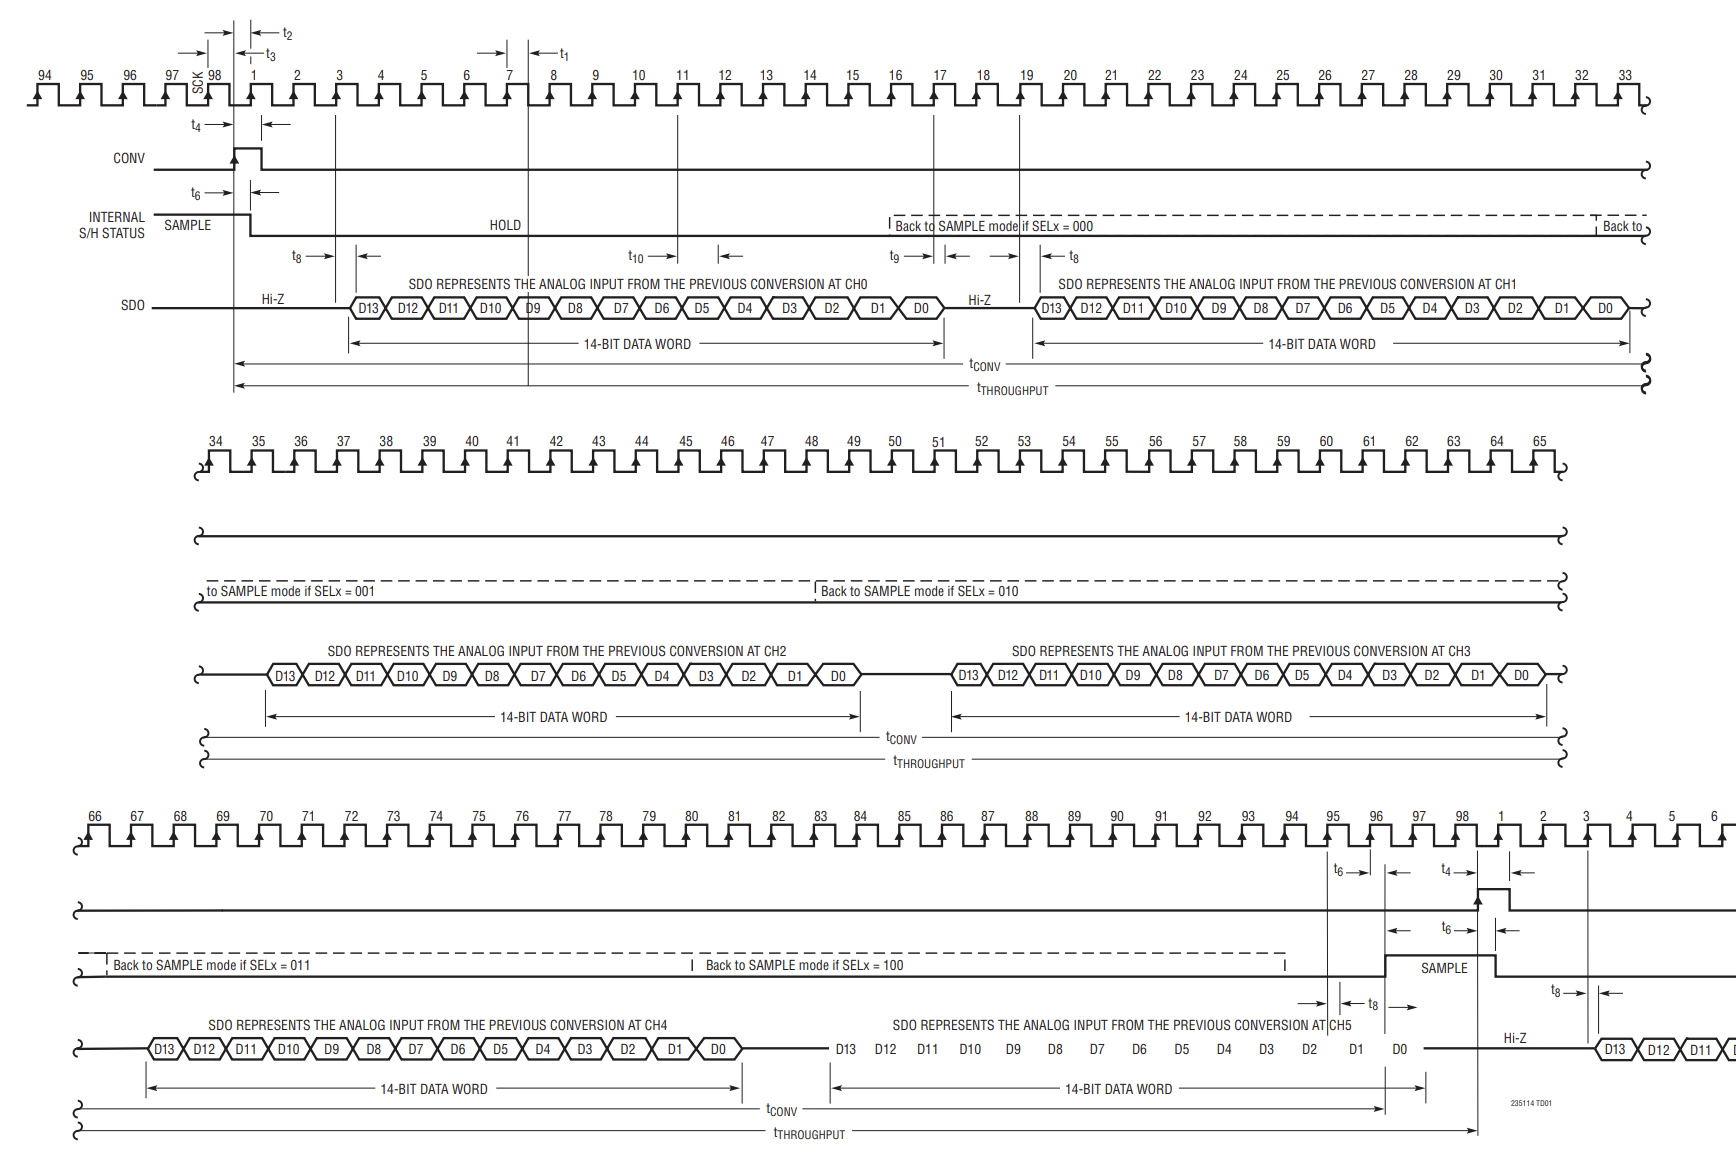 t2
t3
t1
94 95 96 97 98 1 2 3 4 5 6 7 8 9 10 11 12 13 14 15 16 17 18 19 20 21 22 23 24 25 26 27 28 29 30 31 32 33
SCK
t4
CONV
t6
INTERNAL
S/H STATUS
SAMPLE HOLD Back to SAMPLE mode if SELx = 000 Back to
t8 t10 t9 t8
SDO REPRESENTS THE ANALOG INPUT FROM THE PREVIOUS CONVERSION AT CH0 SDO REPRESENTS THE ANALOG INPUT FROM THE PREVIOUS CONVERSION AT CH1
SDO Hi-Z D13 D12 D11 D10 D9 D8 D7 D6 D5 D4 D3 D2 D1 D0 Hi-Z D13 D12 D11 D10 D9 D8 D7 D6 D5 D4 D3 D2 D1 D0
14-BIT DATA WORD 14-BIT DATA WORD
tCONV
tTHROUGHPUT
34 35 36 37 38 39 40 41 42 43 44 45 46 47 48 49 50 51 52 53 54 55 56 57 58 59 60 61 62 63 64 65
to SAMPLE mode if SELx = 001 Back to SAMPLE mode if SELx = 010
SDO REPRESENTS THE ANALOG INPUT FROM THE PREVIOUS CONVERSION AT CH2 SDO REPRESENTS THE ANALOG INPUT FROM THE PREVIOUS CONVERSION AT CH3
D13 D12 D11 D10 D9 D8 D7 D6 D5 D4 D3 D2 D1 D0 D13 D12 D11 D10 D9 D8 D7 D6 D5 D4 D3 D2 D1 D0
14-BIT DATA WORD 14-BIT DATA WORD
tCONV
tTHROUGHPUT
66 67 68 69 70 71 72 73 74 75 76 77 78 79 80 81 82 83 84 85 86 87 88 89 90 91 92 93 94 95 96 97 98 1 2 3 4 5 6
t6 t4
t6
Back to SAMPLE mode if SELx = 011 Back to SAMPLE mode if SELx = 100 SAMPLE
t8 t8
SDO REPRESENTS THE ANALOG INPUT FROM THE PREVIOUS CONVERSION AT CH4 SDO REPRESENTS THE ANALOG INPUT FROM THE PREVIOUS CONVERSION AT CH5
D13 D12 D11 D10 D9 D8 D7 D6 D5 D4 D3 D2 D1 D0 D13 D12 D11 D10 D9 D8 D7 D6 D5 D4 D3 D2 D1 D0 Hi-Z D13 D12 D11
14-BIT DATA WORD 14-BIT DATA WORD
tCONV
235114 TD01
tTHROUGHPUT